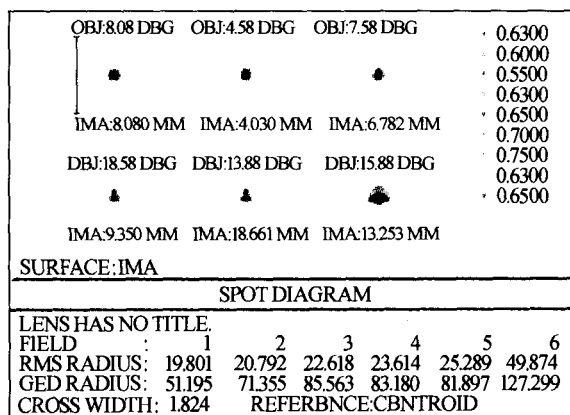 OBJ:8.08 DBG OBJ:4.58 DBG OBJ:7.58 DBG
0.6300
0.6000
0.5500
0.6300
0.6500
0.7000
0.7500
0.6300
0.6500
IMA:8.080 MM IMA:4.030 MM IMA:6.782 MM
DBJ:18.58 DBG DBJ:13.88 DBG DBJ:15.88 DBG
IMA:9.350 MM IMA:18.661 MM IMA:13.253 MM
SURFACE:IMA
SPOT DIAGRAM
LENS HAS NO TITLE.
FIELD : 1 2 3 4 5 6
RMS RADIUS: 19.801 20.792 22.618 23.614 25.289 49.874
GED RADIUS: 51.195 71.355 85.563 83.180 81.897 127.299
CROSS WIDTH: 1.824 REFERBNCE:CBNTROID